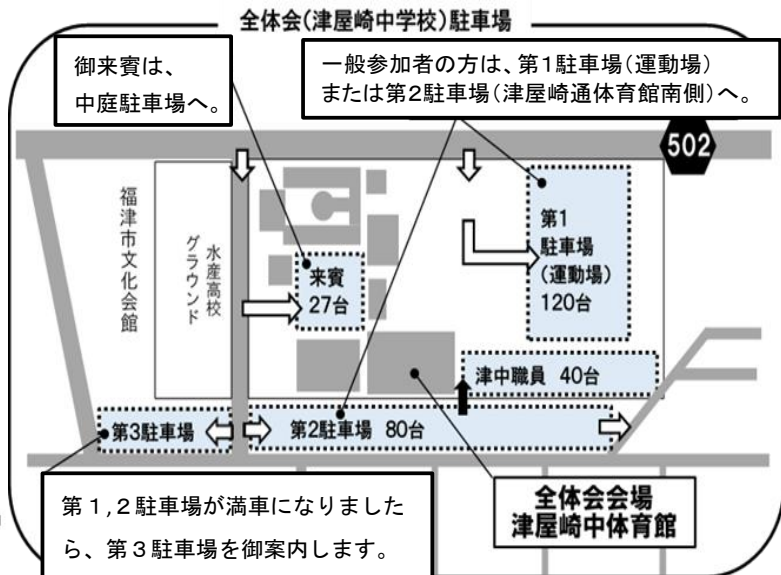 全体会(津屋崎中学校)駐車場
御来賓は、
中庭駐車場へ。
一般参加者の方は、第1駐車場(運動場)
または第2駐車場(津屋崎通体育館南側)へ。
502
福津市文化会館
水産高校
グラウンド
来賓
27台
第1
駐車場
(運動場)
120台
津中職員 40台
第3駐車場
第2駐車場 80台
第1,2駐車場が満車になりました
ら、第3駐車場を御案内します。
全体会会場
津屋崎中体育館